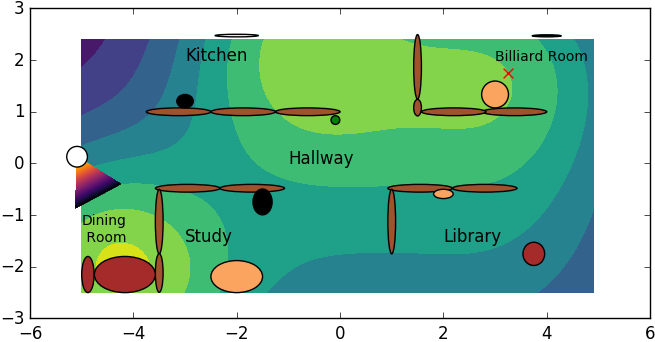 3
2
1
0
−1
−2
−3
−6
−4
−2
0
2
4
6
Kitchen
Billiard Room
Hallway
Dining
Room
Study
Library